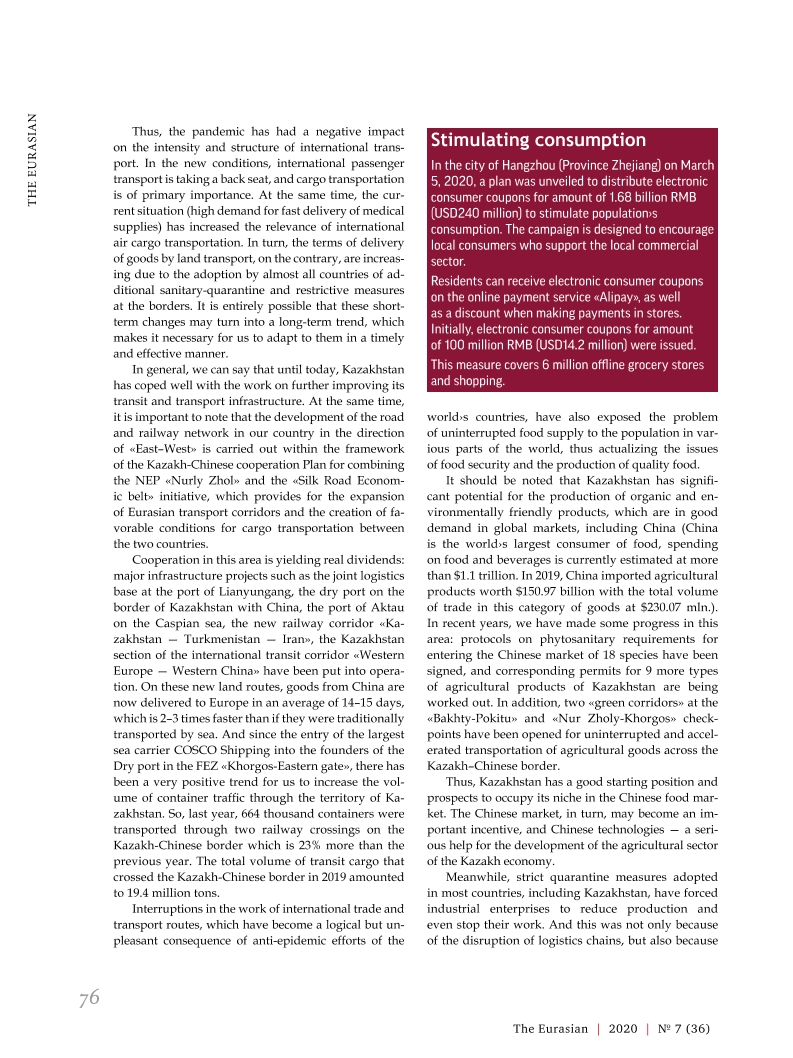 THE EURASIAN
Thus, the pandemic has had a negative impact
on the intensity and structure of international trans-
port. In the new conditions, international passenger
transport is taking a back seat, and cargo transportation
is of primary importance. At the same time, the cur-
rent situation (high demand for fast delivery of medical
supplies) has increased the relevance of international
air cargo transportation. In turn, the terms of delivery
of goods by land transport, on the contrary, are increas-
ing due to the adoption by almost all countries of ad-
ditional sanitary-quarantine and restrictive measures
at the borders. It is entirely possible that these short-
term changes may turn into a long-term trend, which
makes it necessary for us to adapt to them in a timely
and effective manner.
In general, we can say that until today, Kazakhstan
has coped well with the work on further improving its
transit and transport infrastructure. At the same time,
it is important to note that the development of the road
and railway network in our country in the direction
of «East–West» is carried out within the framework
of the Kazakh-Chinese cooperation Plan for combining
the NEP «Nurly Zhol» and the «Silk Road Econom-
ic belt» initiative, which provides for the expansion
of Eurasian transport corridors and the creation of fa-
vorable conditions for cargo transportation between
the two countries.
Cooperation in this area is yielding real dividends:
major infrastructure projects such as the joint logistics
base at the port of Lianyungang, the dry port on the
border of Kazakhstan with China, the port of Aktau
on the Caspian sea, the new railway corridor «Ka-
zakhstan — Turkmenistan — Iran», the Kazakhstan
section of the international transit corridor «Western
Europe — Western China» have been put into opera-
tion. On these new land routes, goods from China are
now delivered to Europe in an average of 14–15 days,
which is 2–3 times faster than if they were traditionally
transported by sea. And since the entry of the largest
sea carrier COSCO Shipping into the founders of the
Dry port in the FEZ «Khorgos-Eastern gate», there has
been a very positive trend for us to increase the vol-
ume of container traffic through the territory of Ka-
zakhstan. So, last year, 664 thousand containers were
transported through two railway crossings on the
Kazakh-Chinese border which is 23% more than the
previous year. The total volume of transit cargo that
crossed the Kazakh-Chinese border in 2019 amounted
to 19.4 million tons.
Interruptions in the work of international trade and
transport routes, which have become a logical but un-
pleasant consequence of anti-epidemic efforts of the
Stimulating consumption
In the city of Hangzhou (Province Zhejiang) on March
5, 2020, a plan was unveiled to distribute electronic
consumer coupons for amount of 1.68 billion RMB
(USD240 million) to stimulate population›s
consumption. The campaign is designed to encourage
local consumers who support the local commercial
sector.
Residents can receive electronic consumer coupons
on the online payment service «Alipay», as well
as a discount when making payments in stores.
Initially, electronic consumer coupons for amount
of 100 million RMB (USD14.2 million) were issued.
This measure covers 6 million offline grocery stores
and shopping.
world›s countries, have also exposed the problem
of uninterrupted food supply to the population in var-
ious parts of the world, thus actualizing the issues
of food security and the production of quality food.
It should be noted that Kazakhstan has signifi-
cant potential for the production of organic and en-
vironmentally friendly products, which are in good
demand in global markets, including China (China
is the world›s largest consumer of food, spending
on food and beverages is currently estimated at more
than $1.1 trillion. In 2019, China imported agricultural
products worth $150.97 billion with the total volume
of trade in this category of goods at $230.07 mln.).
In recent years, we have made some progress in this
area: protocols on phytosanitary requirements for
entering the Chinese market of 18 species have been
signed, and corresponding permits for 9 more types
of agricultural products of Kazakhstan are being
worked out. In addition, two «green corridors» at the
«Bakhty-Pokitu» and «Nur Zholy-Khorgos» check-
points have been opened for uninterrupted and accel-
erated transportation of agricultural goods across the
Kazakh–Chinese border.
Thus, Kazakhstan has a good starting position and
prospects to occupy its niche in the Chinese food mar-
ket. The Chinese market, in turn, may become an im-
portant incentive, and Chinese technologies — a seri-
ous help for the development of the agricultural sector
of the Kazakh economy.
Meanwhile, strict quarantine measures adopted
in most countries, including Kazakhstan, have forced
industrial enterprises to reduce production and
even stop their work. And this was not only because
of the disruption of logistics chains, but also because
76
The Eurasian | 2020 | № 7 (36)